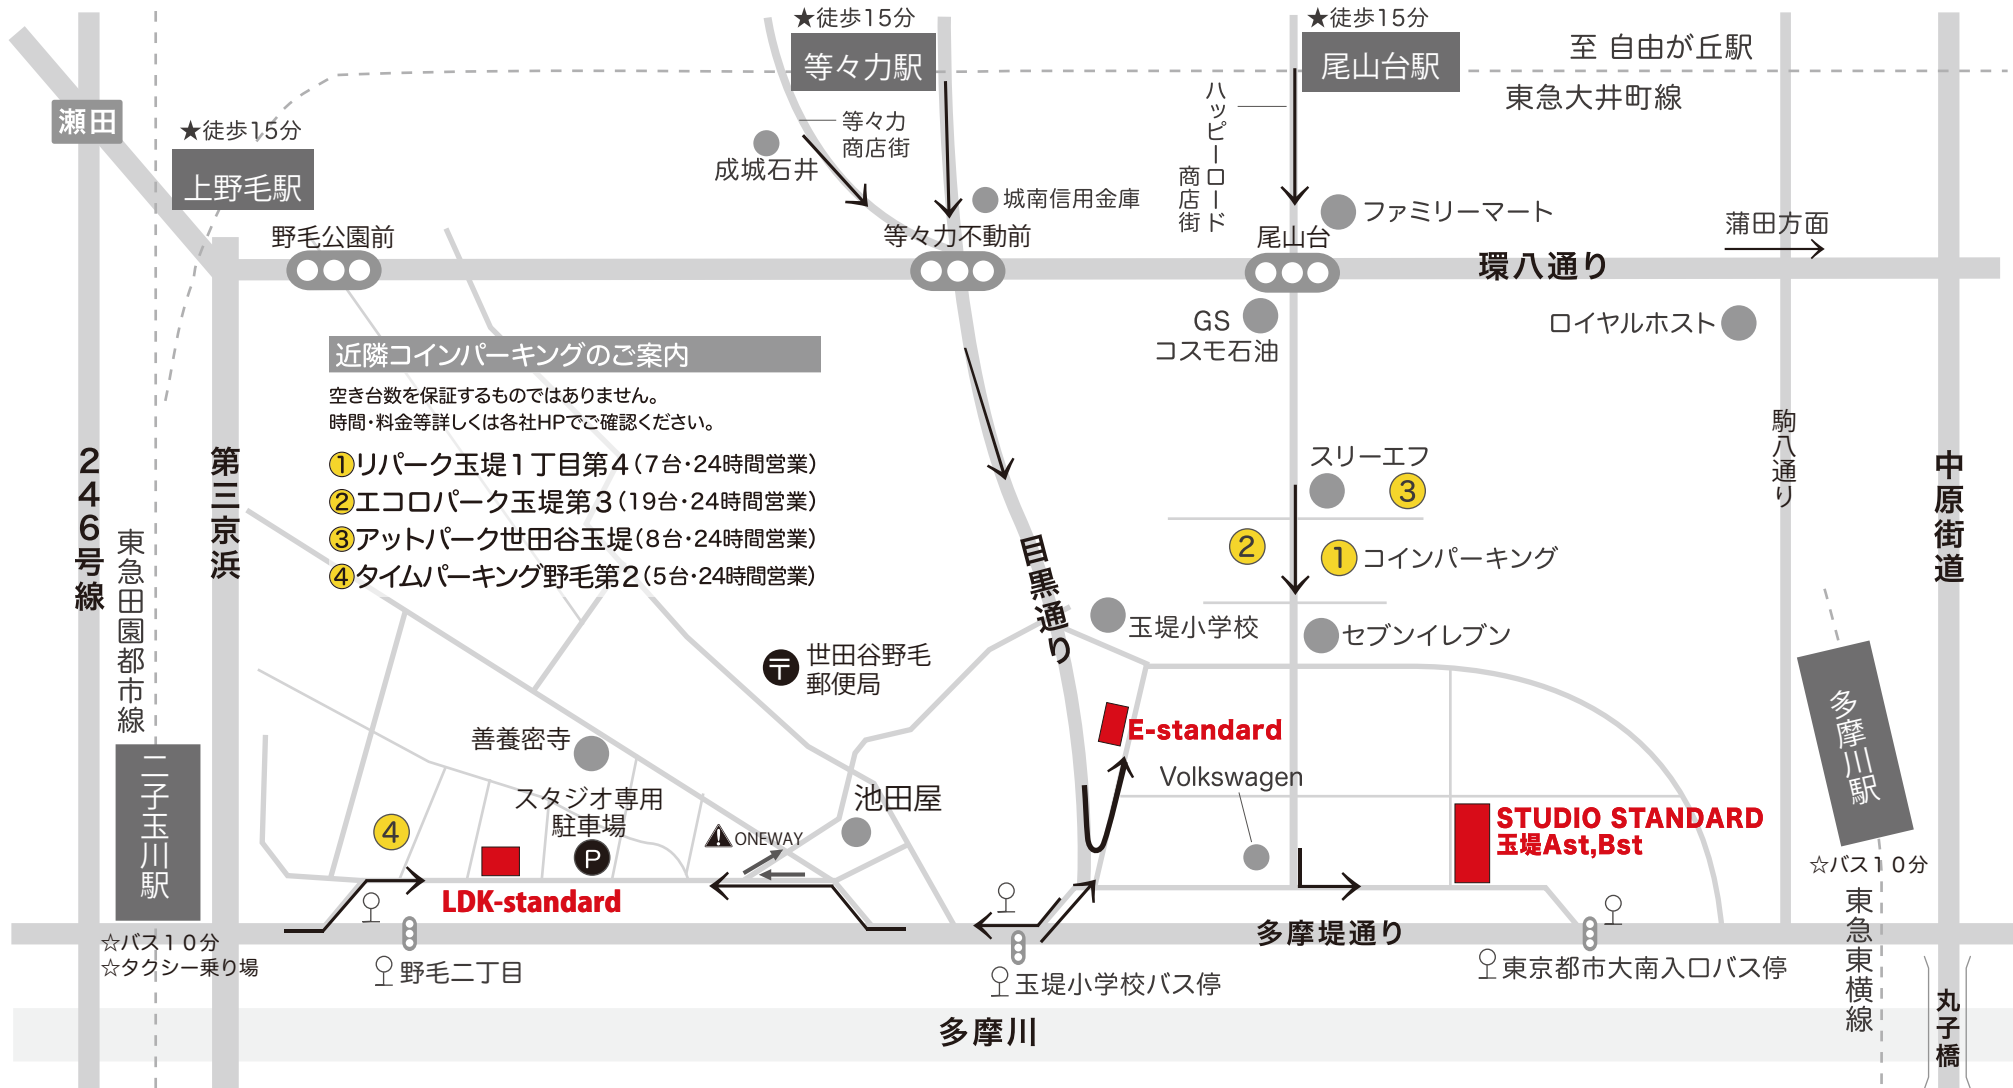 ★徒歩15分
等々力駅
★徒歩15分
尾山台駅
至 自由が丘駅
東急大井町線
瀬田
★徒歩15分
上野毛駅
等々力
商店街
成城石井
城南信用金庫
ハッピーロード
商店街
ファミリーマート
蒲田方面
野毛公園前
等々力不動前
尾山台
環八通り
GS
コスモ石油
ロイヤルホスト
近隣コインパーキングのご案内
空き台数を保証するものではありません。
時間・料金等詳しくは各社HPでご確認ください。
①リパーク玉堤1丁目第4(7台・24時間営業)
②エコロパーク玉堤第3(19台・24時間営業)
③アットパーク世田谷玉堤(8台・24時間営業)
④タイムパーキング野毛第2(5台・24時間営業)
246号線
第三京浜
東急田園都市線
駒八通り
中原街道
スリーエフ
③
②
①
コインパーキング
目黒通り
玉堤小学校
セブンイレブン
〒
世田谷野毛
郵便局
E-standard
多摩川駅
善養密寺
スタジオ専用
駐車場
P
池田屋
Volkswagen
STUDIO STANDARD
玉堤Ast,Bst
二子玉川駅
④
ONEWAY
LDK-standard
☆バス10分
東急東横線
☆バス10分
☆タクシー乗り場
野毛二丁目
多摩堤通り
玉堤小学校バス停
東京都市大南入口バス停
多摩川
丸子橋